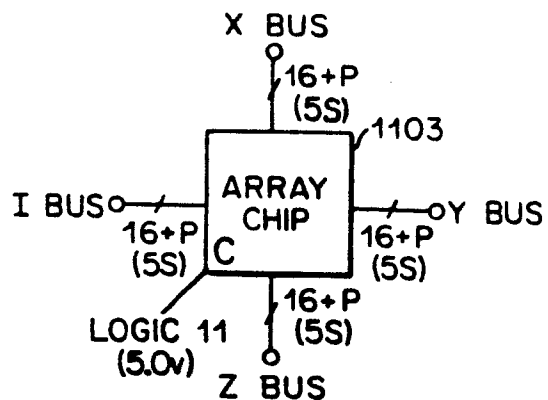 X BUS
16+P
(5S)
1103
ARRAY
CHIP
I BUS
16+P
(5S)
Y BUS
16+P
(5S)
C
LOGIC 11
(5.0v)
16+P
(5S)
Z BUS